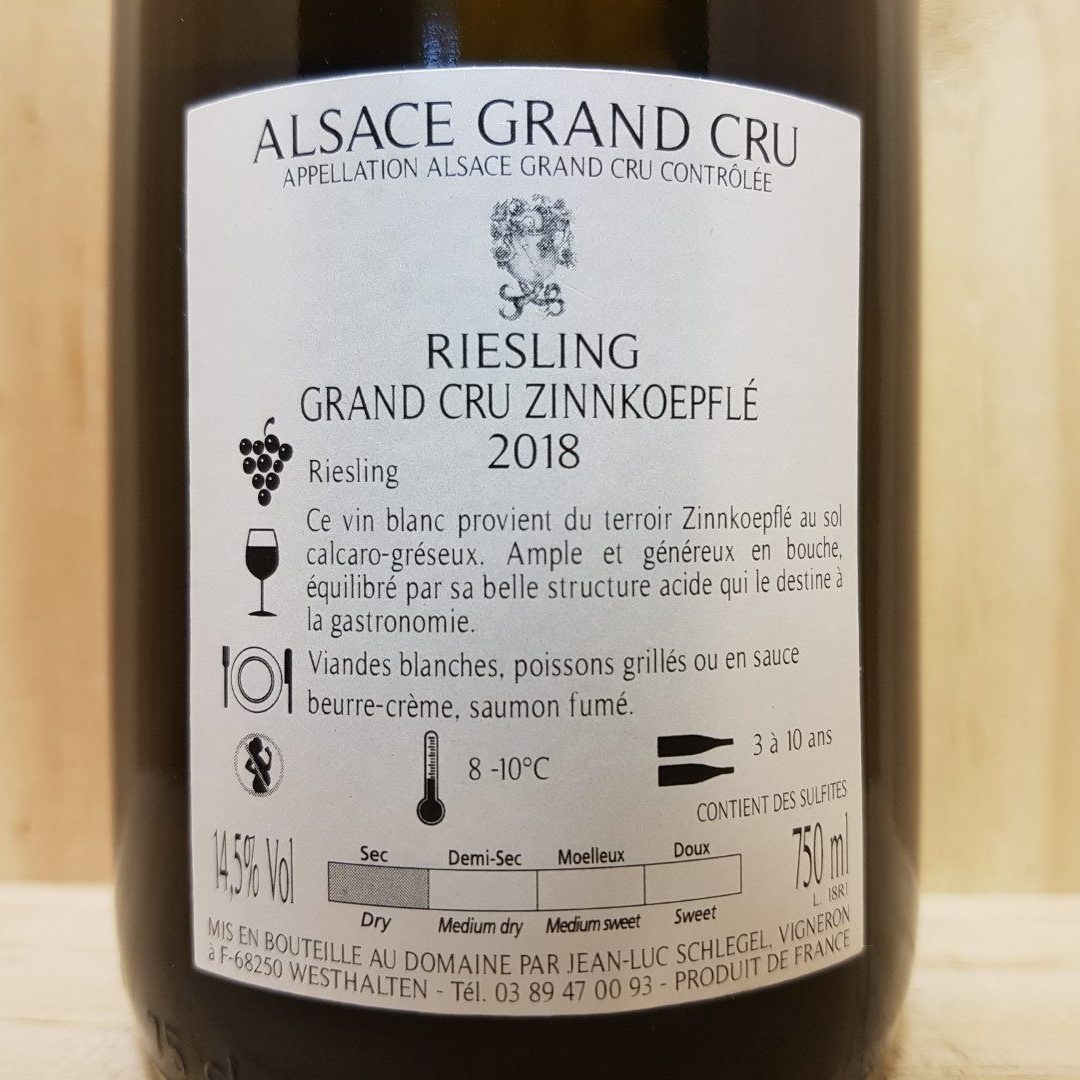 ALSACE GRAND CRU
APPELLATION ALSACE GRAND CRU CONTRÔLÉE
RIESLING
GRAND CRU ZINNKOEPFLÉ
2018
Riesling
Ce vin blanc provient du terroir Zinnkoepflé au sol
calcaro-gréseux. Ample et généreux en bouche,
équilibré par sa belle structure acide qui le destine à
la gastronomie.
Viandes blanches, poissons grillés ou en sauce
beurre-crème, saumon fumé.
8 -10°C
3 à 10 ans
CONTIENT DES SULFITES
14,5% Vol
750 ml
L. 18R1
Sec Demi-Sec Moelleux Doux
Dry Medium dry Medium sweet Sweet
MIS EN BOUTEILLE AU DOMAINE PAR JEAN-LUC SCHLEGEL, VIGNERON
à F-68250 WESTHALTEN - Tél. 03 89 47 00 93 - PRODUIT DE FRANCE